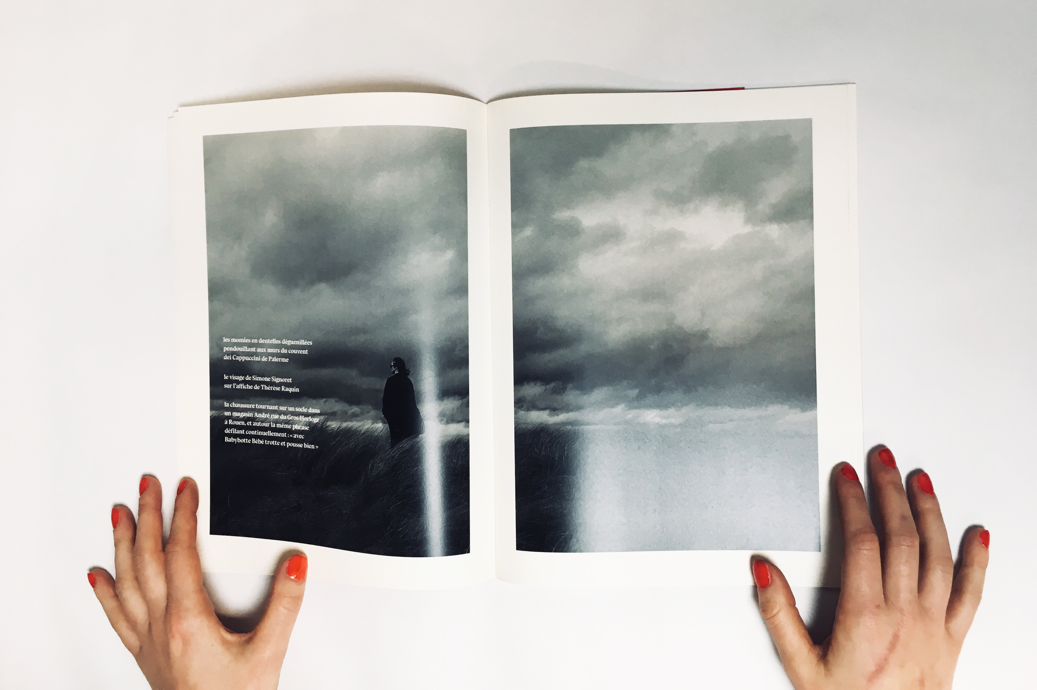 les momies en dentelles déguenillées
pendouillant aux murs du couvent
dei Cappuccini de Palerme
le visage de Simone Signoret
sur l'affiche de Thérèse Raquin
la chaussure tournant sur un socle dans
un magasin André rue du Gros-Horloge
à Rouen, et autour la même phrase
défilant continuellement : « avec
Babybotte Bébé trotte et pousse bien »